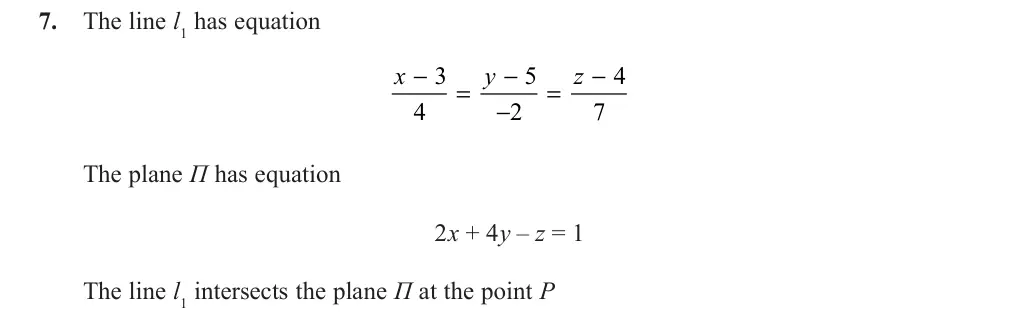 7. The line l₁ has equation
x − 3 / 4 = y − 5 / −2 = z − 4 / 7
The plane Π has equation
2x + 4y – z = 1
The line l₁ intersects the plane Π at the point P